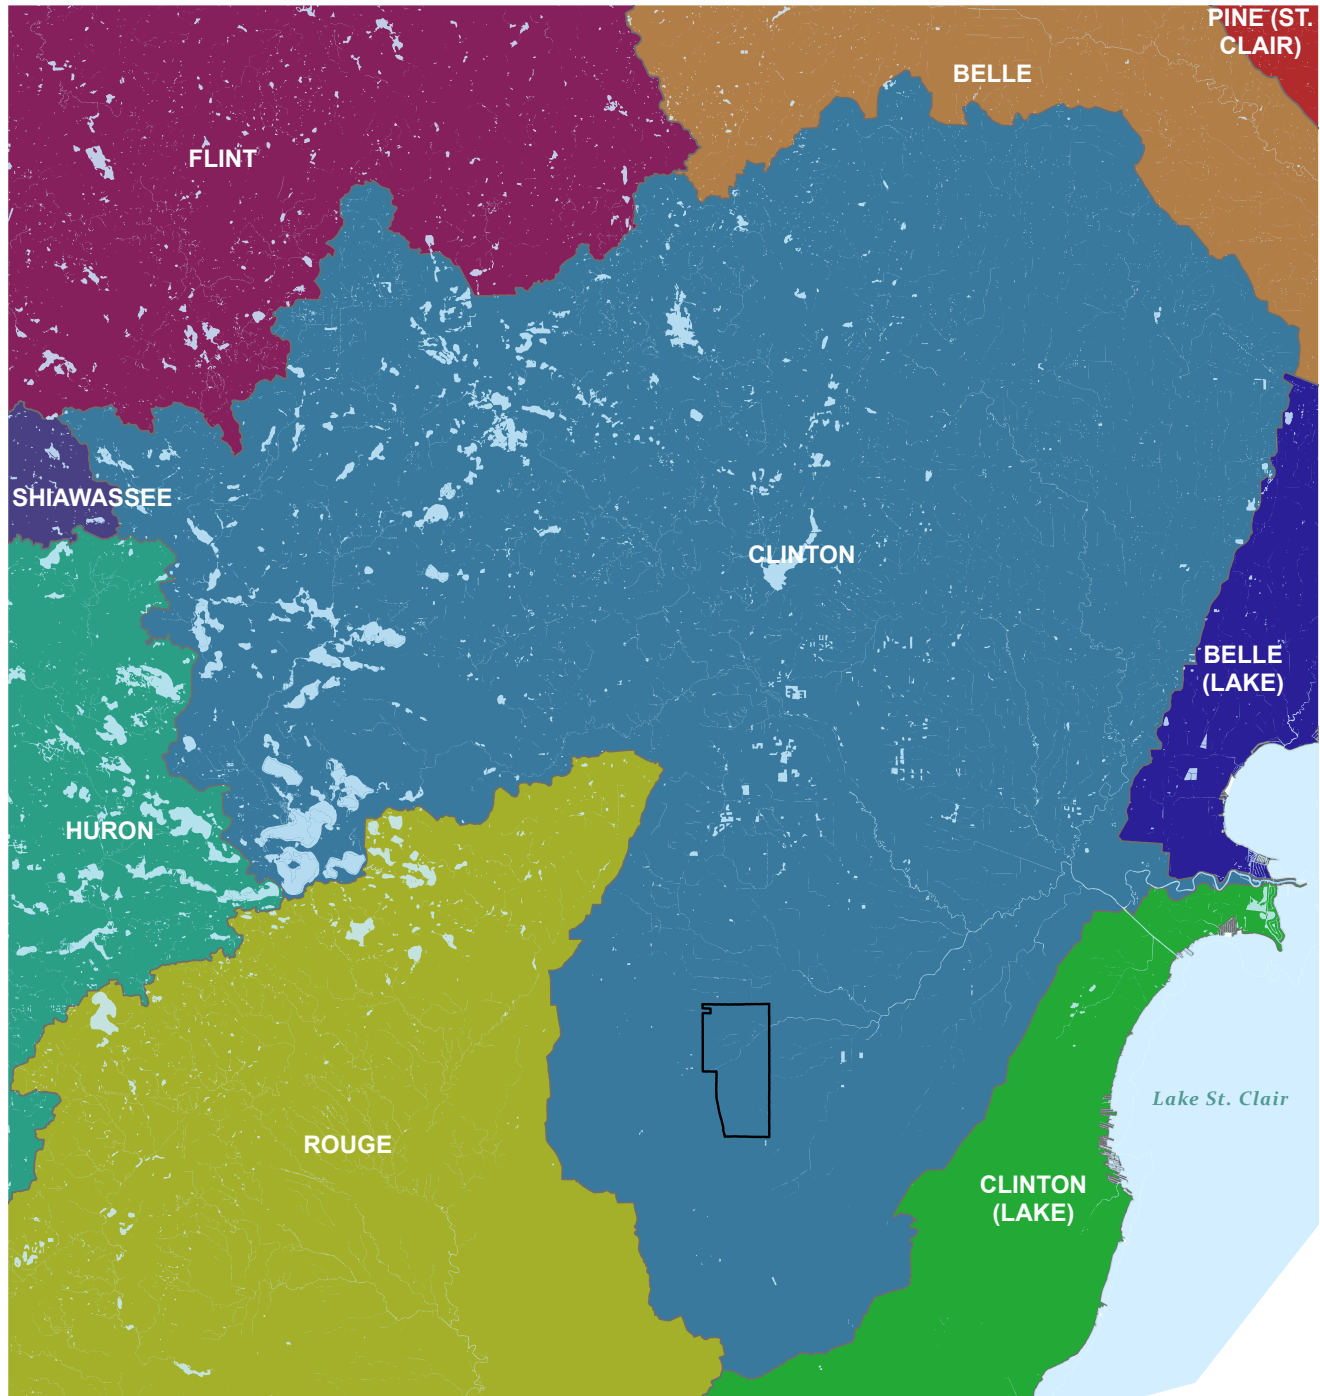 PINE (ST.
CLAIR)
BELLE
FLINT
SHIAWASSEE
CLINTON
BELLE
(LAKE)
HURON
Lake St. Clair
ROUGE
CLINTON
(LAKE)